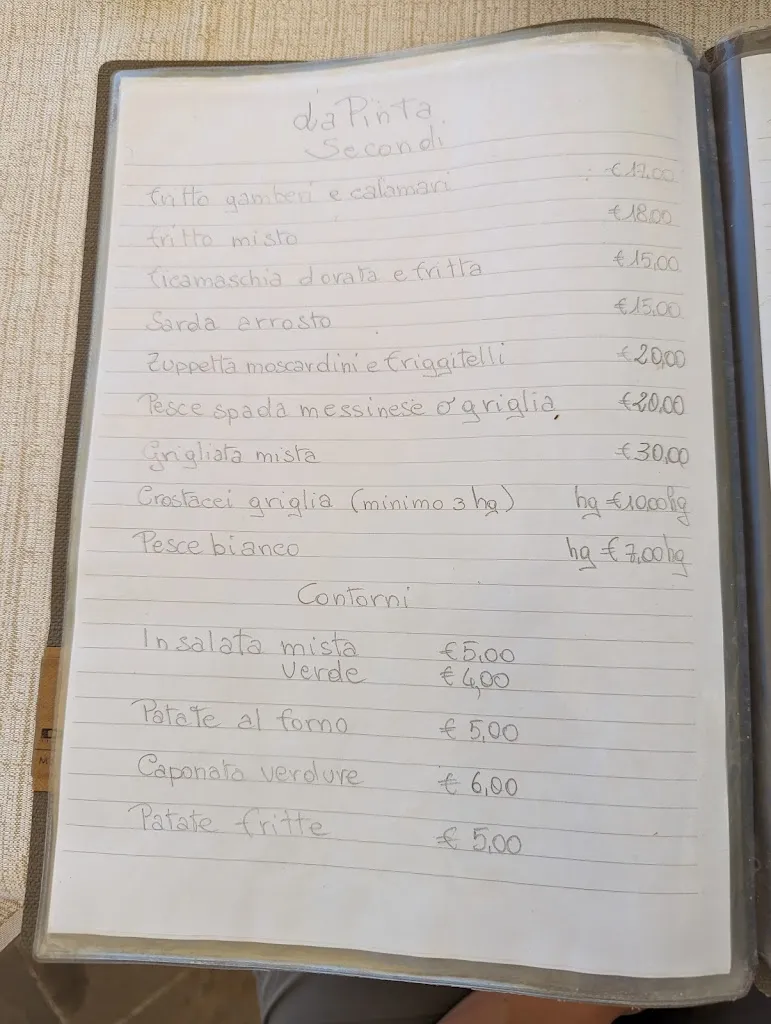 da Pinta
Secondi
fritto gamberi e calamari €17,00
fritto misto €18,00
ticamaschia dorata e fritta €15,00
Sarda arrosto €15,00
Zuppetta moscardini e friggitelli €20,00
Pesce spada messinese o' griglia €20,00
Grigliata mista €30,00
Crostacei griglia (minimo 3 hg) hg €10,00 hg
Pesce bianco hg €7,00 hg
Contorni
Insalata mista €5,00
verde €4,00
Patate al forno €5,00
Caponata verdure €6,00
Patate fritte €5,00